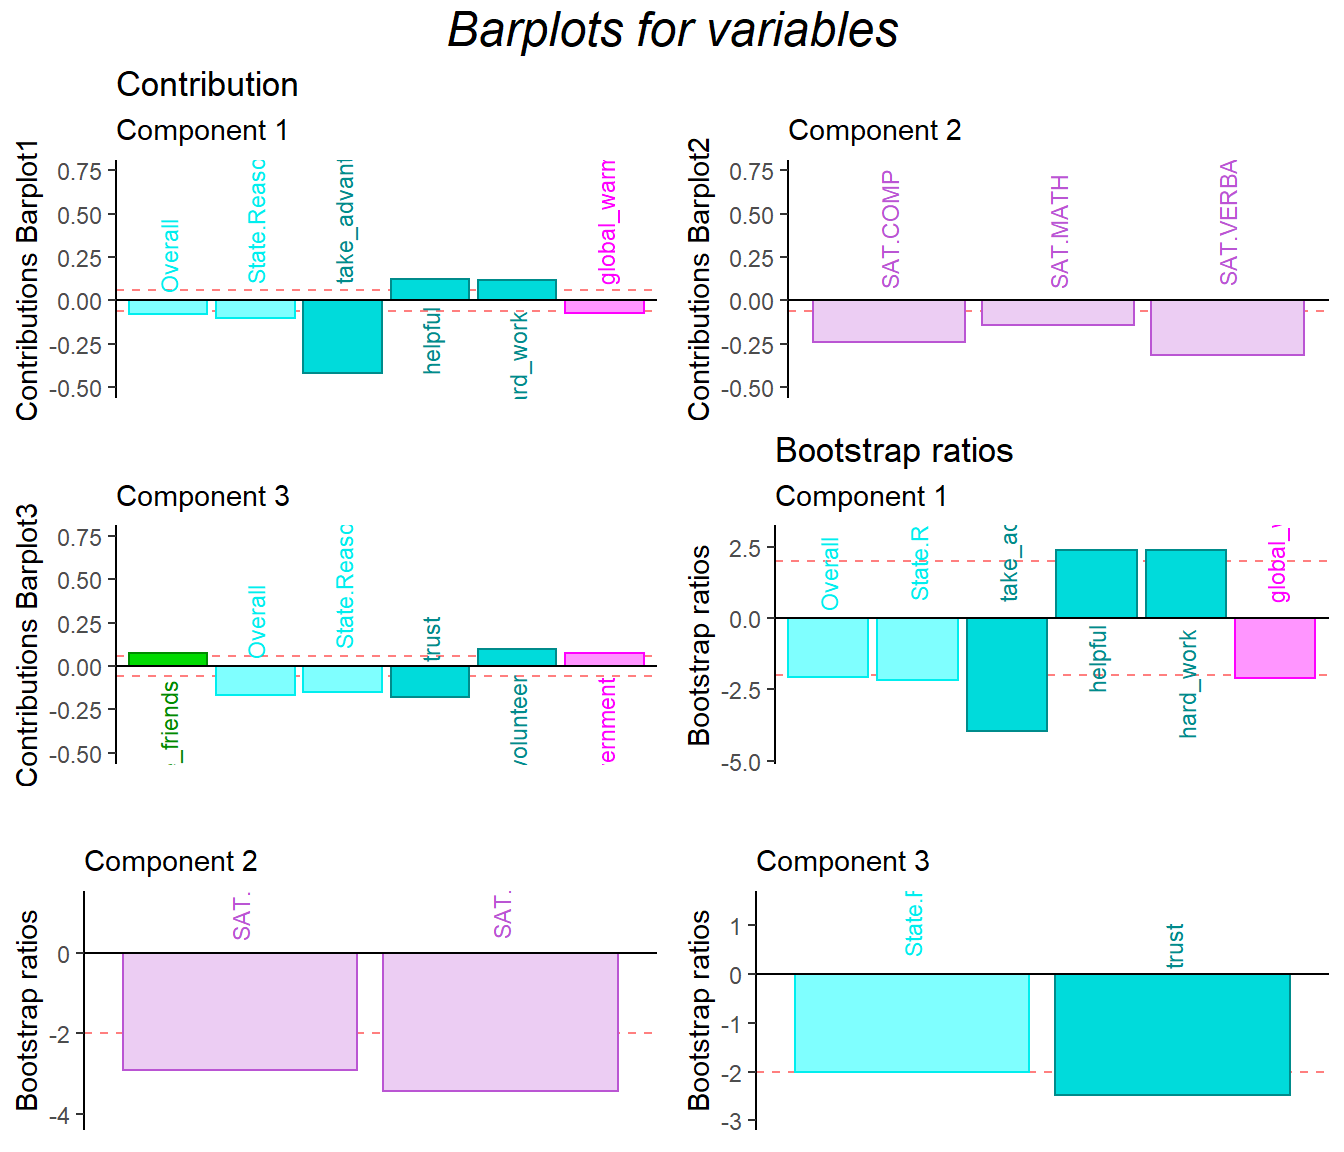 Barplots for variables
Contribution
Component 1
Contributions Barplot1
0.75
0.50
0.25
0.00
-0.25
-0.50
Overall
State.Reasc
take_advant
helpful
ard_work
global_warn
Component 2
Contributions Barplot2
0.75
0.50
0.25
0.00
-0.25
-0.50
SAT.COMP
SAT.MATH
SAT.VERBA
Component 3
Contributions Barplot3
0.75
0.50
0.25
0.00
-0.25
-0.50
_friends
Overall
State.Reasc
trust
volunteer
ernment
Bootstrap ratios
Component 1
Bootstrap ratios
2.5
0.0
-2.5
-5.0
Overall
State.R
take_ac
helpful
hard_work
global_
Component 2
Bootstrap ratios
0
-2
-4
SAT.
SAT.
Component 3
Bootstrap ratios
1
0
-1
-2
-3
State.F
trust